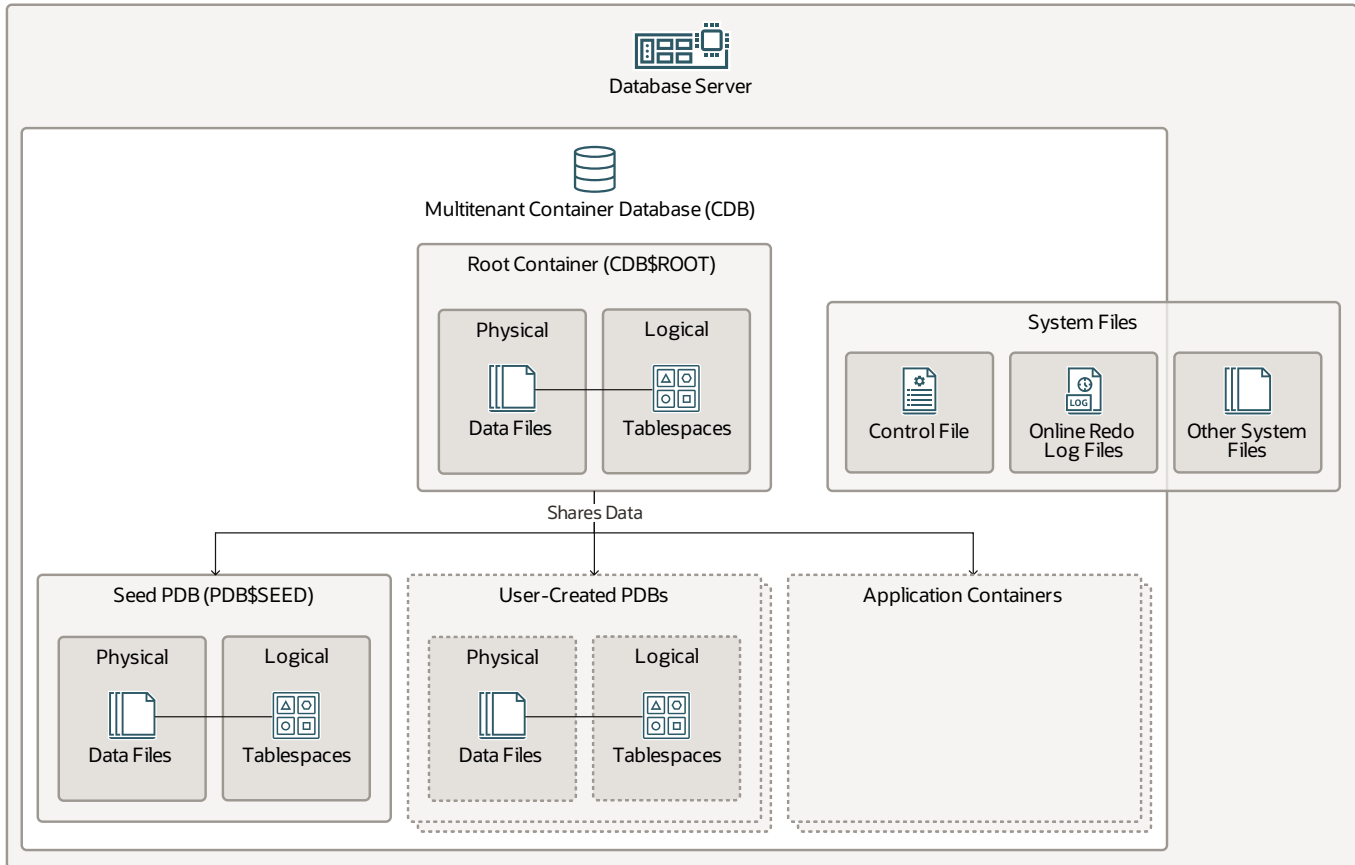 Database Server
Multitenant Container Database (CDB)
Root Container (CDB$ROOT)
Physical
Logical
Data Files
Tablespaces
System Files
Control File
LOG
Online Redo
Log Files
Other System
Files
Shares Data
Seed PDB (PDB$SEED)
Physical
Logical
Data Files
Tablespaces
User-Created PDBs
Physical
Logical
Data Files
Tablespaces
Application Containers